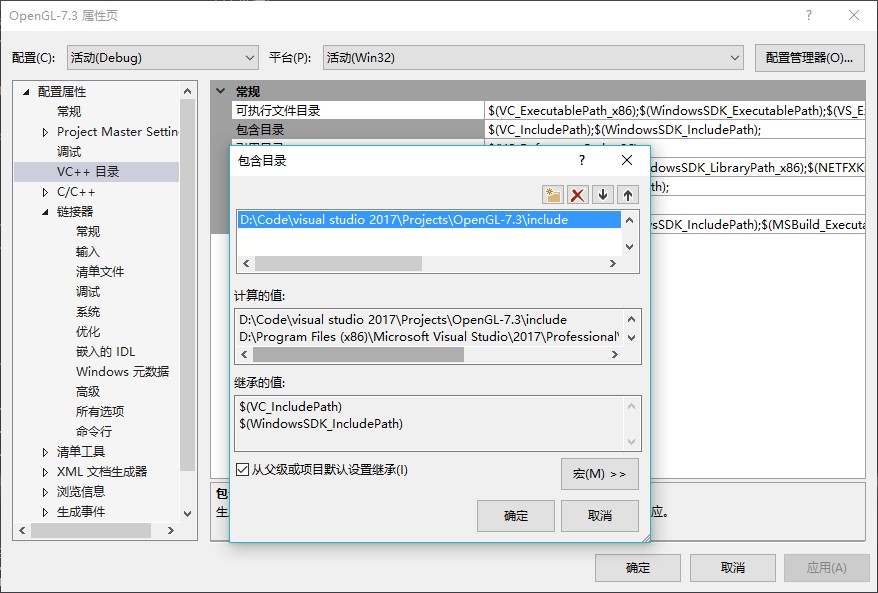 OpenGL-7.3 属性页
配置(C):
活动(Debug)
平台(P):
活动(Win32)
配置管理器(O)...
配置属性
常规
Project Master Settin
调试
VC++ 目录
C/C++
链接器
常规
输入
清单文件
调试
系统
优化
嵌入的 IDL
Windows 元数据
高级
所有选项
命令行
清单工具
XML 文档生成器
浏览信息
生成事件
常规
可执行文件目录
$(VC_ExecutablePath_x86);$(WindowsSDK_ExecutablePath);$(VS_E
包含目录
$(VC_IncludePath);$(WindowsSDK_IncludePath);
dowsSDK_LibraryPath_x86);$(NETFXK
th);
SDK_IncludePath);$(MSBuild_Executa
包含目录
D:\Code\visual studio 2017\Projects\OpenGL-7.3\include
计算的值:
D:\Code\visual studio 2017\Projects\OpenGL-7.3\include
D:\Program Files (x86)\Microsoft Visual Studio\2017\Professional\
继承的值:
$(VC_IncludePath)
$(WindowsSDK_IncludePath)
从父级或项目默认设置继承(I)
宏(M) >>
确定
取消
包
生
应。
确定
取消
应用(A)